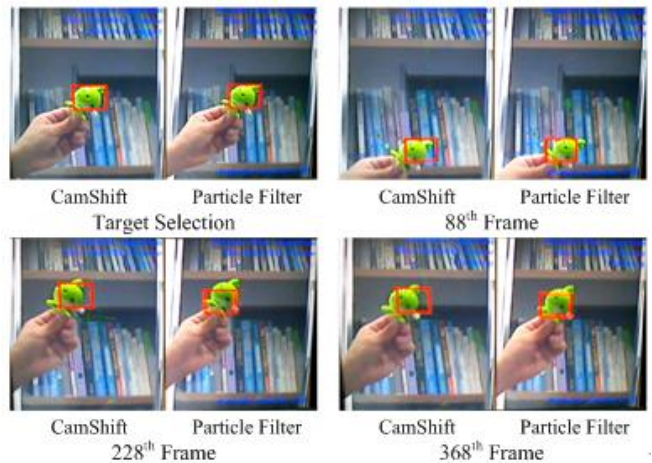 CamShift Particle Filter CamShift Particle Filter
Target Selection 88th Frame
CamShift Particle Filter CamShift Particle Filter
228th Frame 368th Frame